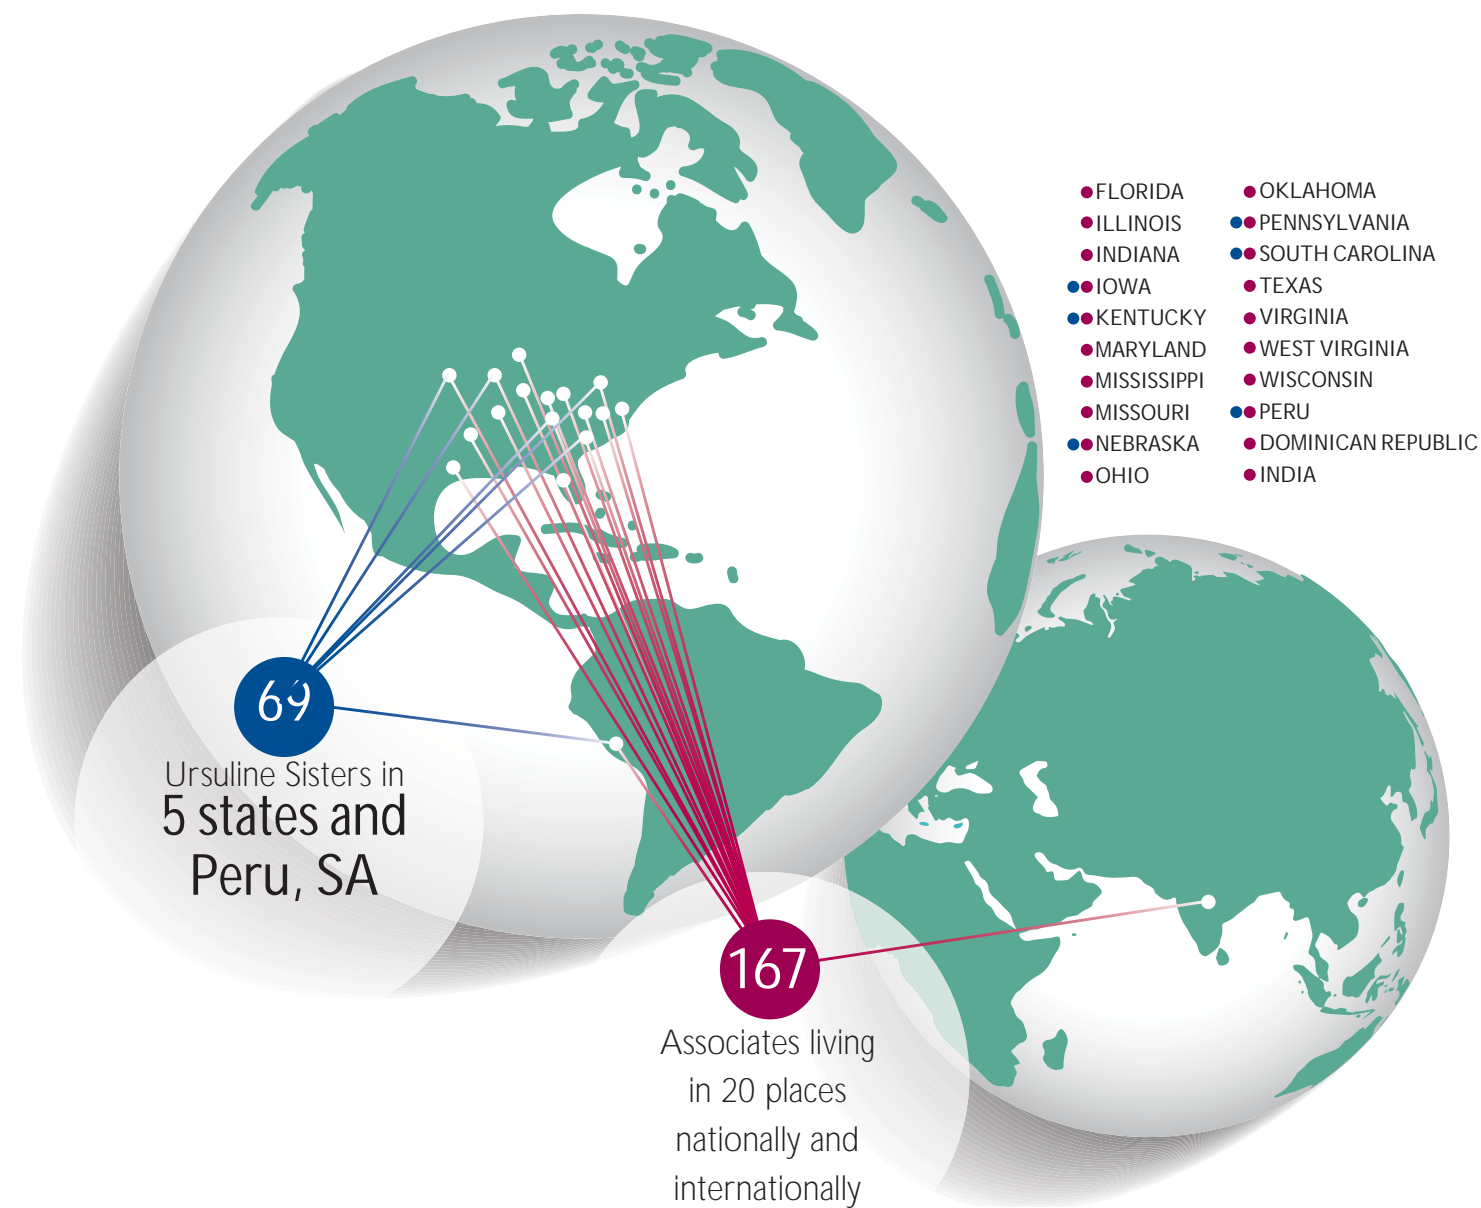 FLORIDA
ILLINOIS
INDIANA
IOWA
KENTUCKY
MARYLAND
MISSISSIPPI
MISSOURI
NEBRASKA
OHIO
OKLAHOMA
PENNSYLVANIA
SOUTH CAROLINA
TEXAS
VIRGINIA
WEST VIRGINIA
WISCONSIN
PERU
DOMINICAN REPUBLIC
INDIA
69
Ursuline Sisters in
5 states and
Peru, SA
167
Associates living
in 20 places
nationally and
internationally